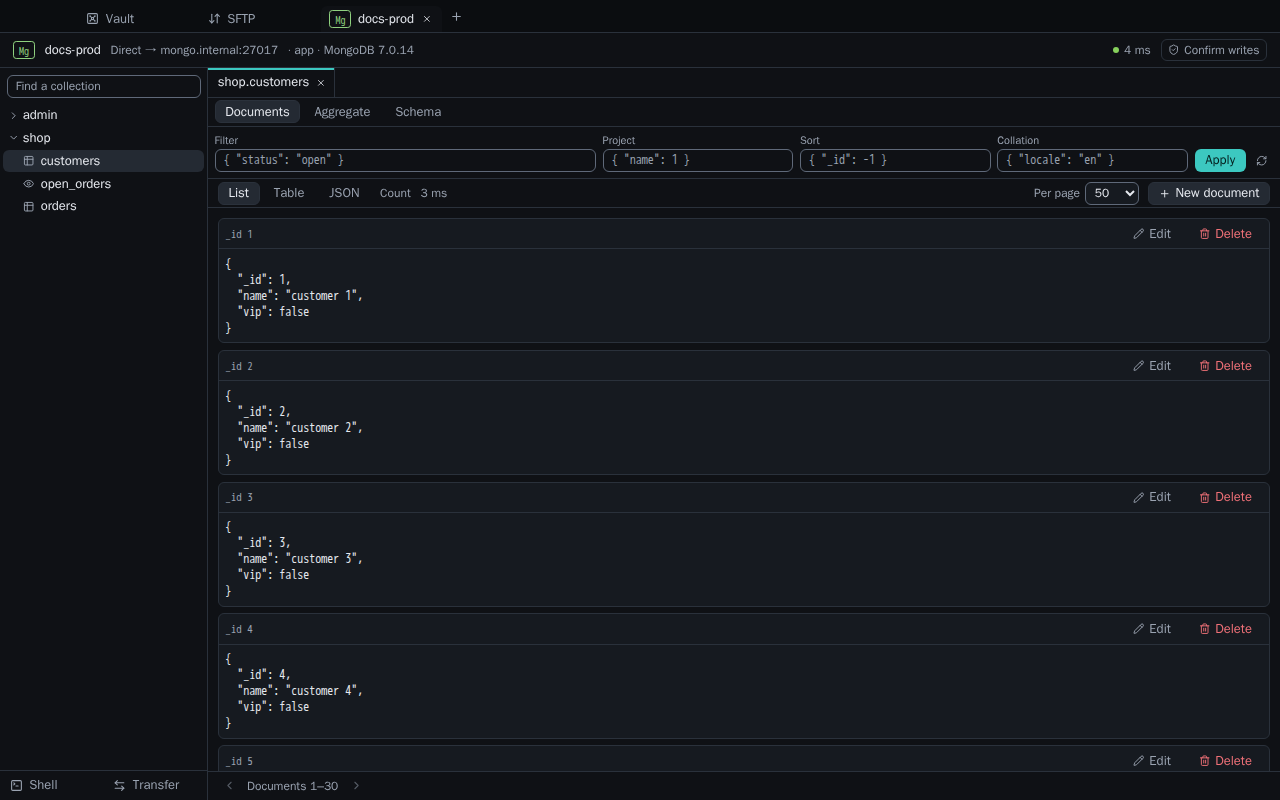 Vault SFTP Mg docs-prod × +
Mg docs-prod Direct → mongo.internal:27017 · app · MongoDB 7.0.14 4 ms Confirm writes
Find a collection
admin
shop
customers
open_orders
orders
Shell Transfer
shop.customers ×
Documents Aggregate Schema
Filter Project Sort Collation
{ "status": "open" } { "name": 1 } { "_id": -1 } { "locale": "en" } Apply
List Table JSON Count 3 ms Per page 50 + New document
_id 1 Edit Delete
{
"_id": 1,
"name": "customer 1",
"vip": false
}
_id 2 Edit Delete
{
"_id": 2,
"name": "customer 2",
"vip": false
}
_id 3 Edit Delete
{
"_id": 3,
"name": "customer 3",
"vip": false
}
_id 4 Edit Delete
{
"_id": 4,
"name": "customer 4",
"vip": false
}
_id 5 Edit Delete
Documents 1–30